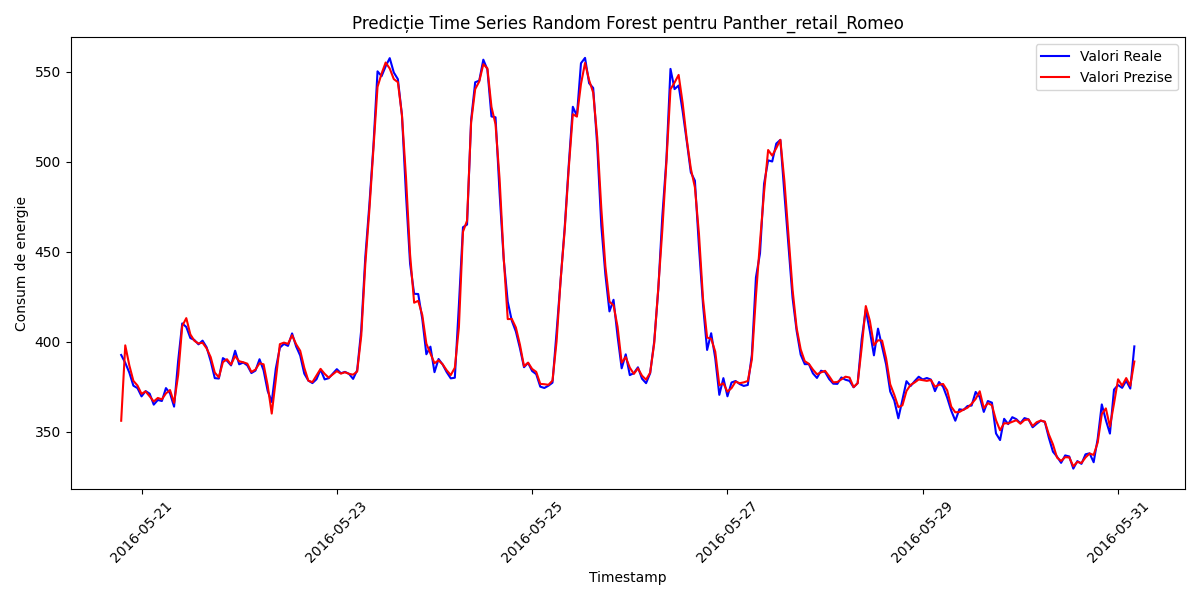 Predicție Time Series Random Forest pentru Panther_retail_Romeo
Valori Reale
Valori Prezise
Consum de energie
550
500
450
400
350
2016-05-21
2016-05-23
2016-05-25
2016-05-27
2016-05-29
2016-05-31
Timestamp